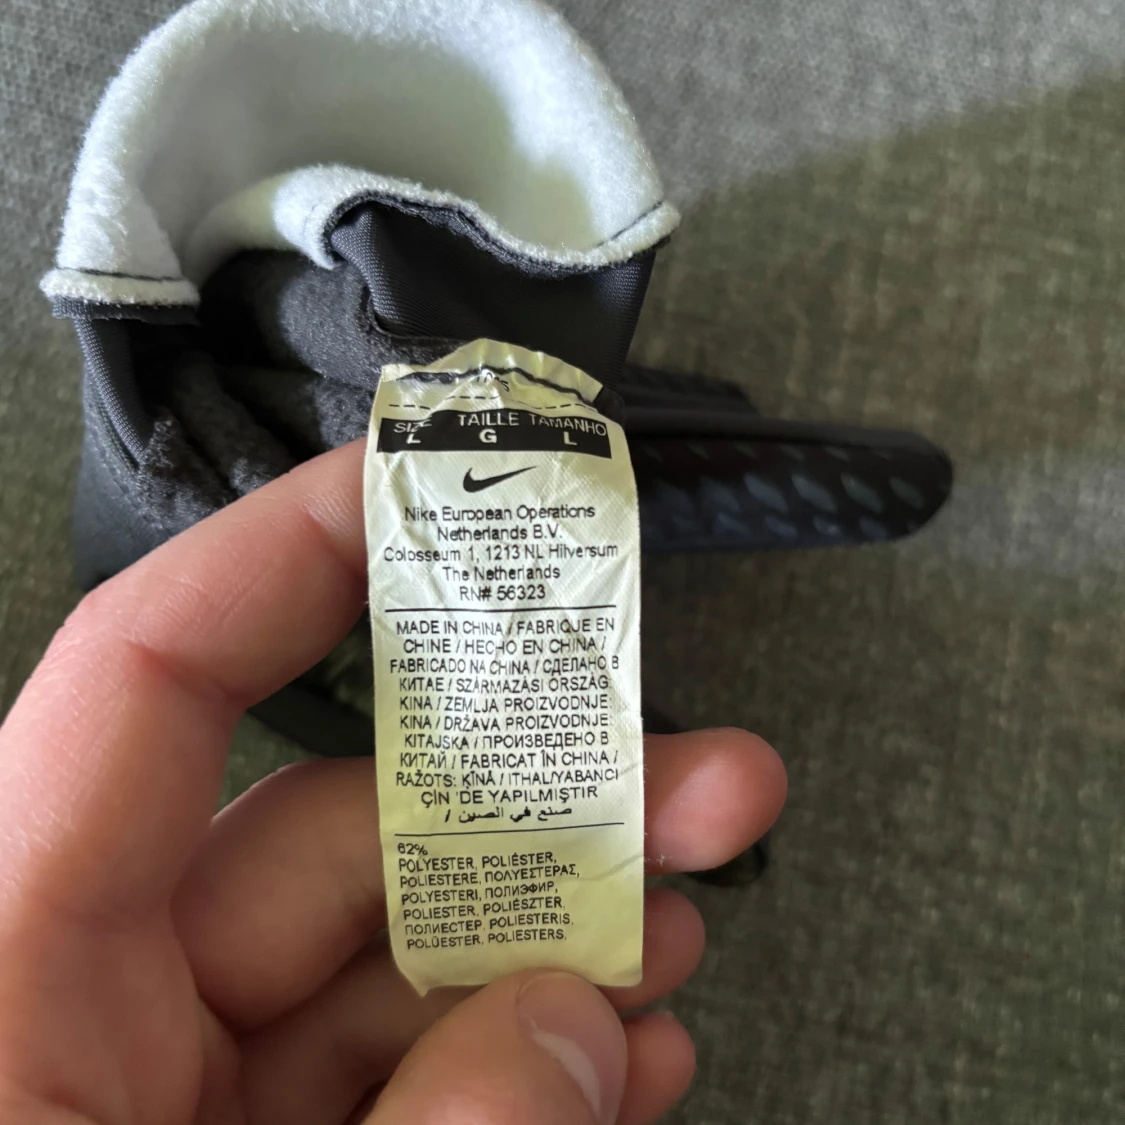 SIZE TAILLE TAMANHO
L G L
Nike European Operations
Netherlands B.V.
Colosseum 1, 1213 NL Hilversum
The Netherlands
RN# 56323
MADE IN CHINA / FABRIQUE EN
CHINE / HECHO EN CHINA /
FABRICADO NA CHINA / СДЕЛАНО В
КИТАЕ / SZÁRMAZÁSI ORSZÁG:
KINA / ZEMLJA PROIZVODNJE:
KINA / DRŽAVA PROIZVODNJE:
KITAJSKA / ПРОИЗВЕДЕНО В
КИТАЙ / FABRICAT ÎN CHINA /
RAŽOTS: ĶĪNĀ / ITHAL/YABANCI
ÇİN 'DE YAPILMIŞTIR
/ صنع في الصين
62%
POLYESTER, POLIÉSTER,
POLIESTERE, ΠΟΛΥΕΣΤΕΡΑΣ,
POLYESTERI, ПОЛИЭФИР,
POLIESTER, POLIÉSZTER,
ПОЛИЕСТЕР, POLIESTERIS,
POLÜESTER, POLIESTERS,